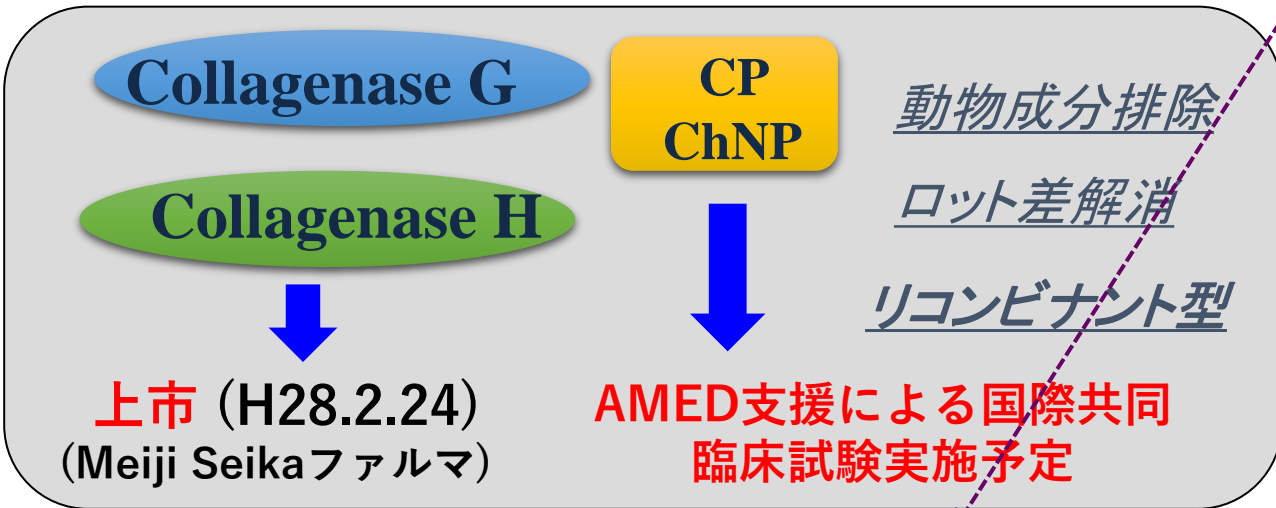 Collagenase G
Collagenase H
上市 (H28.2.24)
(Meiji Seikaファルマ)
CP
ChNP
AMED支援による国際共同
臨床試験実施予定
動物成分排除
ロット差解消
リコンビナント型